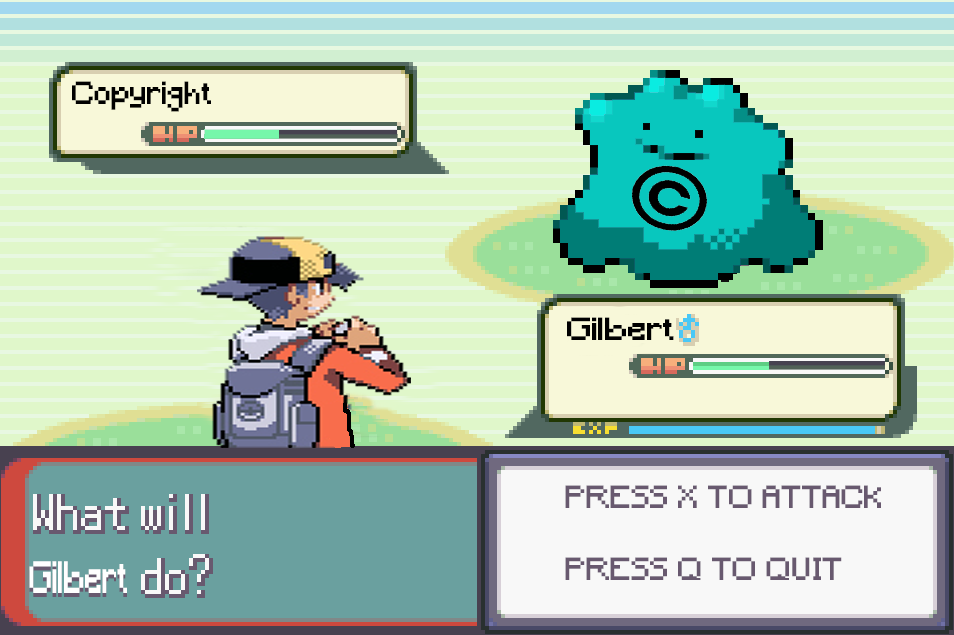 Copyright
HP
©
Gilbert
HP
EXP
What will
Gilbert do?
PRESS X TO ATTACK
PRESS Q TO QUIT